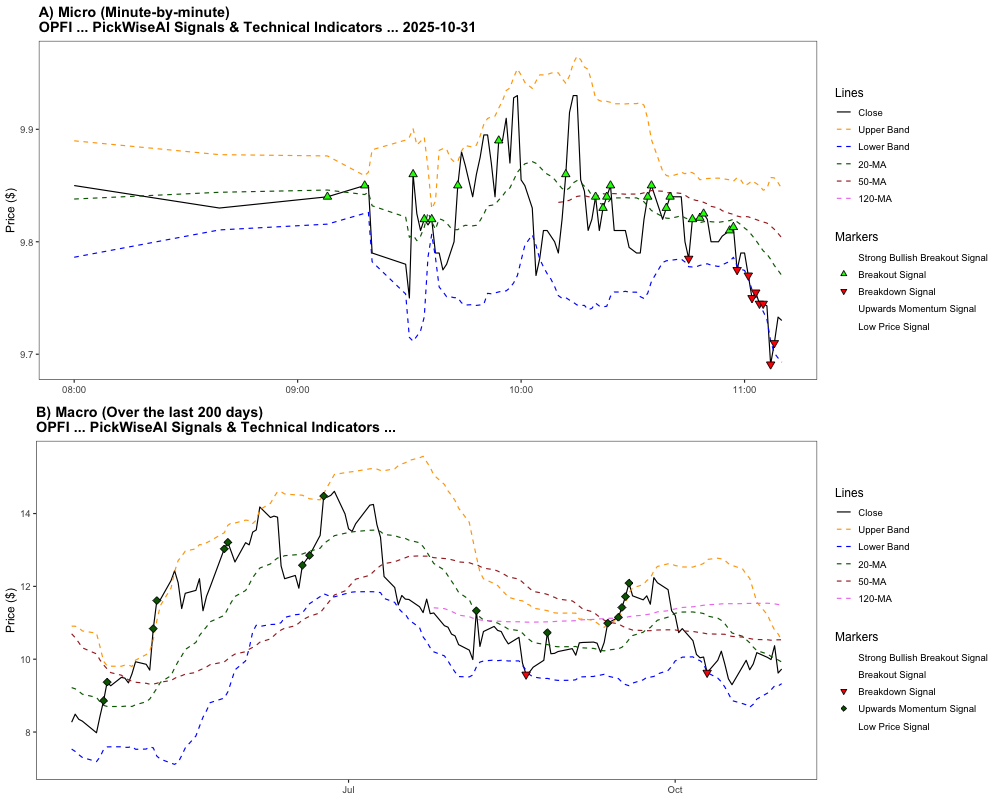 A) Micro (Minute-by-minute)
OPFI ... PickWiseAI Signals & Technical Indicators ... 2025-10-31
Price ($)
9.9
9.8
9.7
08:00
09:00
10:00
11:00
Lines
Close
Upper Band
Lower Band
20-MA
50-MA
120-MA
Markers
Strong Bullish Breakout Signal
Breakout Signal
Breakdown Signal
Upwards Momentum Signal
Low Price Signal
B) Macro (Over the last 200 days)
OPFI ... PickWiseAI Signals & Technical Indicators ...
Price ($)
14
12
10
8
Jul
Oct
Lines
Close
Upper Band
Lower Band
20-MA
50-MA
120-MA
Markers
Strong Bullish Breakout Signal
Breakout Signal
Breakdown Signal
Upwards Momentum Signal
Low Price Signal